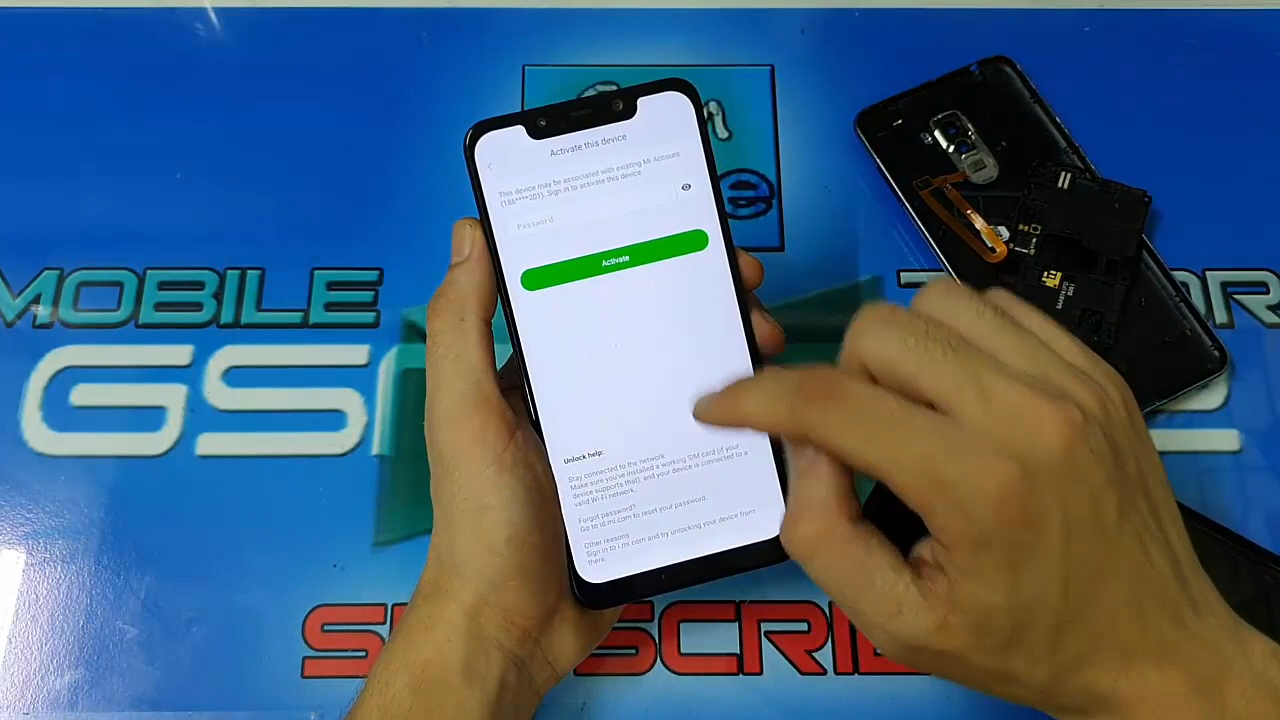 Activate this device
This device may be associated with existing Mi Account
(186****201). Sign in to activate this device.
Password
Activate
Unlock help:
Stay connected to the network.
Make sure you've installed a working SIM card (if your
device supports that), and your device is connected to a
valid Wi-Fi network.
Forgot password?
Go to id.mi.com to reset your password.
Other reasons
Sign in to i.mi.com and try unlocking your device from
there.
MOBILE
GS